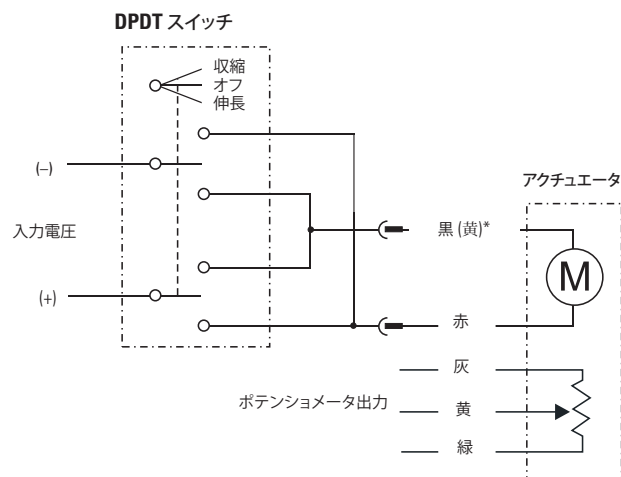 DPDT スイッチ
収縮
オフ
伸長
(–)
入力電圧
(+)
アクチュエータ
黒 (黄)*
M
赤
灰
ポテンショメータ出力
黄
緑